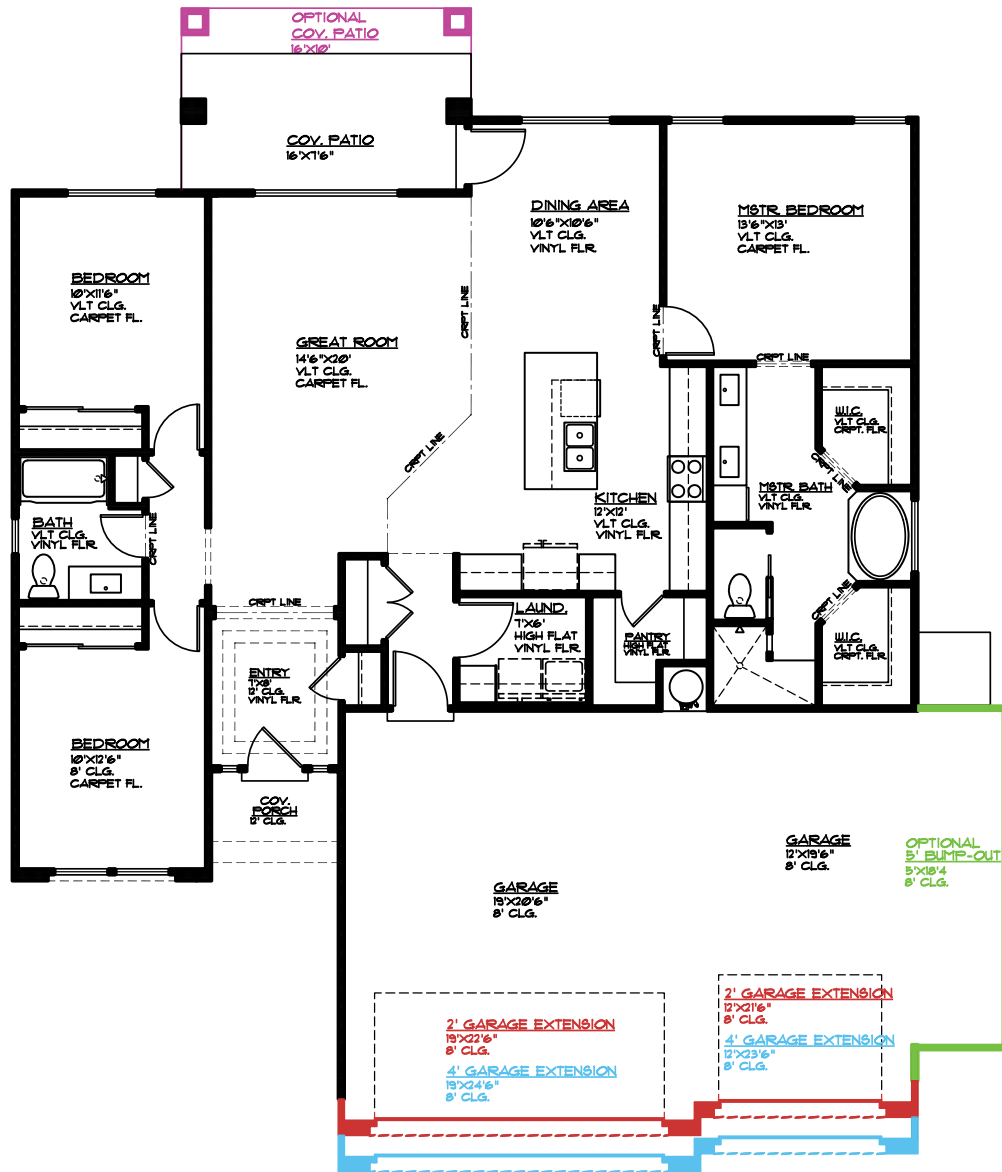 OPTIONAL
COV. PATIO
16'X10'
COV. PATIO
16'X7'6"
DINING AREA
10'6"X10'6"
VLT CLG.
VINYL FLR.
MSTR. BEDROOM
13'6"X13'
VLT CLG.
CARPET FL.
BEDROOM
10'X11'6"
VLT CLG.
CARPET FL.
CRPT LINE
CRPT LINE
GREAT ROOM
14'6"X20'
VLT CLG.
CARPET FL.
CRPT LINE
W.I.C.
VLT CLG.
CRPT. FLR.
CRPT LINE
CRPT LINE
MSTR. BATH
VLT CLG.
VINYL FLR.
KITCHEN
12'X12'
VLT CLG.
VINYL FLR.
BATH
VLT CLG.
VINYL FLR.
CRPT LINE
CRPT LINE
CRPT LINE
LAUND.
7'X6'
HIGH FLAT
VINYL FLR.
PANTRY
HIGH FLAT
VINYL FLR.
W.I.C.
VLT CLG.
CRPT. FLR.
ENTRY
7'X8'
12' CLG.
VINYL FLR.
BEDROOM
10'X12'6"
8' CLG.
CARPET FL.
COV.
PORCH
12' CLG.
GARAGE
12'X19'6"
8' CLG.
OPTIONAL
5' BUMP-OUT
5'X18'4
8' CLG.
GARAGE
19'X20'6"
8' CLG.
2' GARAGE EXTENSION
12'X21'6"
8' CLG.
4' GARAGE EXTENSION
12'X23'6"
8' CLG.
2' GARAGE EXTENSION
19'X22'6"
8' CLG.
4' GARAGE EXTENSION
19'X24'6"
8' CLG.